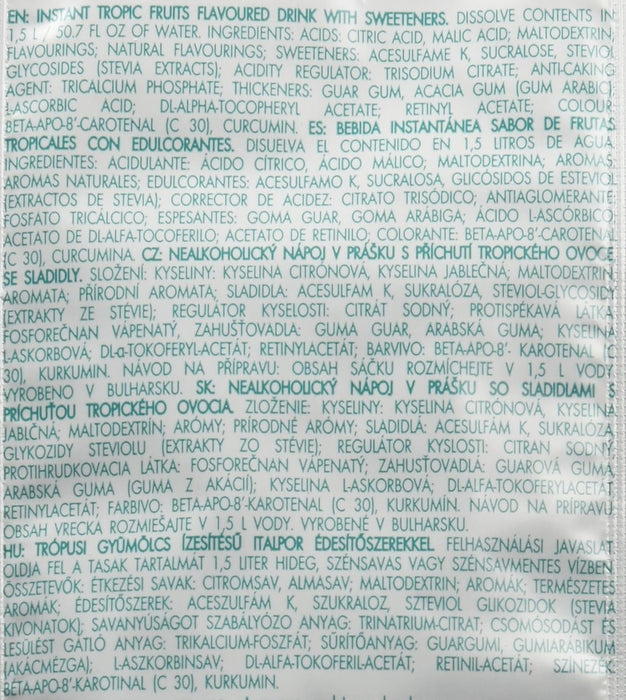 EN: INSTANT TROPIC FRUITS FLAVOURED DRINK WITH SWEETENERS. DISSOLVE CONTENTS IN
1,5 L / 50.7 FL OZ OF WATER. INGREDIENTS: ACIDS: CITRIC ACID, MALIC ACID; MALTODEXTRIN;
FLAVOURINGS; NATURAL FLAVOURINGS; SWEETENERS: ACESULFAME K, SUCRALOSE, STEVIOL
GLYCOSIDES (STEVIA EXTRACTS); ACIDITY REGULATOR: TRISODIUM CITRATE; ANTI-CAKING
AGENT: TRICALCIUM PHOSPHATE; THICKENERS: GUAR GUM, ACACIA GUM (GUM ARABIC);
L-ASCORBIC ACID; DL-ALPHA-TOCOPHERYL ACETATE; RETINYL ACETATE; COLOUR:
BETA-APO-8'-CAROTENAL (C 30), CURCUMIN. ES: BEBIDA INSTANTÁNEA SABOR DE FRUTAS
TROPICALES CON EDULCORANTES. DISUELVA EL CONTENIDO EN 1,5 LITROS DE AGUA.
INGREDIENTES: ACIDULANTE: ÁCIDO CÍTRICO, ÁCIDO MÁLICO; MALTODEXTRINA; AROMAS;
AROMAS NATURALES; EDULCORANTES: ACESULFAMO K, SUCRALOSA, GLICÓSIDOS DE ESTEVIOL
(EXTRACTOS DE STEVIA); CORRECTOR DE ACIDEZ: CITRATO TRISÓDICO; ANTIAGLOMERANTE:
FOSFATO TRICÁLCICO; ESPESANTES: GOMA GUAR, GOMA ARÁBIGA; ÁCIDO L-ASCÓRBICO;
ACETATO DE DL-ALFA-TOCOFERILO; ACETATO DE RETINILO; COLORANTE: BETA-APO-8'-CAROTENAL
(C 30), CURCUMINA. CZ: NEALKOHOLICKÝ NÁPOJ V PRÁŠKU S PŘÍCHUTÍ TROPICKÉHO OVOCE
SE SLADIDLY. SLOŽENÍ: KYSELINY: KYSELINA CITRÓNOVÁ, KYSELINA JABLEČNÁ; MALTODEXTRIN;
AROMATA; PŘÍRODNÍ AROMATA; SLADIDLA: ACESULFAM K, SUKRALÓZA, STEVIOL-GLYCOSIDY
(EXTRAKTY ZE STÉVIE); REGULÁTOR KYSELOSTI: CITRÁT SODNÝ; PROTISPÉKAVÁ LÁTKA:
FOSFOREČNAN VÁPENATÝ, ZAHUŠŤOVADLA: GUMA GUAR, ARABSKÁ GUMA; KYSELINA
L-ASKORBOVÁ; DL-α-TOKOFERYL-ACETÁT; RETINYLACETÁT; BARVIVO: BETA-APO-8'- KAROTENAL (C
30), KURKUMIN. NÁVOD NA PŘÍPRAVU: OBSAH SÁČKU ROZMÍCHEJTE V 1,5 L VODY.
VYROBENO V BULHARSKU. SK: NEALKOHOLICKÝ NÁPOJ V PRÁŠKU SO SLADIDLAMI S
PRÍCHUŤOU TROPICKÉHO OVOCIA. ZLOŽENIE: KYSELINY: KYSELINA CITRÓNOVÁ, KYSELINA
JABLČNÁ; MALTODEXTRÍN; ARÓMY; PRÍRODNÉ ARÓMY; SLADIDLÁ: ACESULFÁM K, SUKRALÓZA,
GLYKOZIDY STEVIOLU (EXTRAKTY ZO STÉVIE); REGULÁTOR KYSLOSTI: CITRAN SODNÝ;
PROTIHRUDKOVACIA LÁTKA: FOSFOREČNAN VÁPENATÝ; ZAHUSŤOVADLÁ: GUAROVÁ GUMA,
ARABSKÁ GUMA (GUMA Z AKÁCIÍ); KYSELINA L-ASKORBOVÁ; DL-ALFA-TOKOFERYLACETÁT;
RETINYLACETÁT; FARBIVO: BETA-APO-8'-KAROTENAL (C 30), KURKUMÍN. NÁVOD NA PRÍPRAVU:
OBSAH VRECKA ROZMIEŠAJTE V 1,5 L VODY. VYROBENÉ V BULHARSKU.
HU: TRÓPUSI GYÜMÖLCS ÍZESÍTÉSŰ ITALPOR ÉDESÍTŐSZEREKKEL. FELHASZNÁLÁSI JAVASLAT:
OLDJA FEL A TASAK TARTALMÁT 1,5 LITER HIDEG, SZÉNSAVAS VAGY SZÉNSAVMENTES VÍZBEN.
ÖSSZETEVŐK: ÉTKEZÉSI SAVAK: CITROMSAV, ALMASAV; MALTODEXTRIN; AROMÁK; TERMÉSZETES
AROMÁK; ÉDESÍTŐSZEREK: ACESZULFÁM K, SZUKRALÓZ, SZTEVIOL GLIKOZIDOK (STEVIA
KIVONATOK); SAVANYÚSÁGOT SZABÁLYOZÓ ANYAG: TRINATRIUM-CITRAT; CSOMÓSODÁST ÉS
LESÜLÉST GÁTLÓ ANYAG: TRIKALCIUM-FOSZFÁT; SŰRÍTŐANYAG: GUARGUMI, GUMIARÁBIKUM
(AKÁCMÉZGA); L-ASZKORBINSAV; DL-ALFA-TOKOFERIL-ACETÁT; RETINIL-ACETÁT; SZÍNEZÉK:
BÉTA-APO-8'-KAROTINAL (C 30), KURKUMIN.